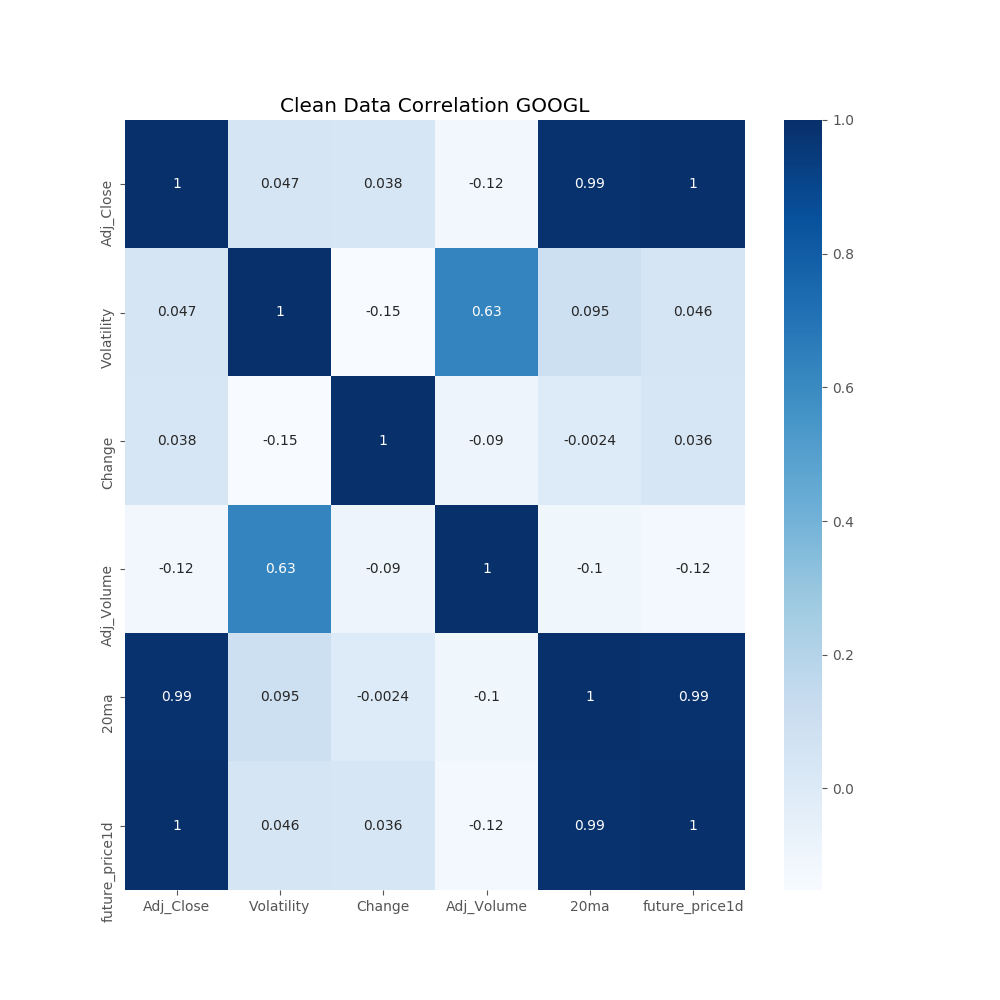 Clean Data Correlation GOOGL
Adj_Close 1 0.047 0.038 -0.12 0.99 1
Volatility 0.047 1 -0.15 0.63 0.095 0.046
Change 0.038 -0.15 1 -0.09 -0.0024 0.036
Adj_Volume -0.12 0.63 -0.09 1 -0.1 -0.12
20ma 0.99 0.095 -0.0024 -0.1 1 0.99
future_price1d 1 0.046 0.036 -0.12 0.99 1
Adj_Close Volatility Change Adj_Volume 20ma future_price1d
1.0
0.8
0.6
0.4
0.2
0.0